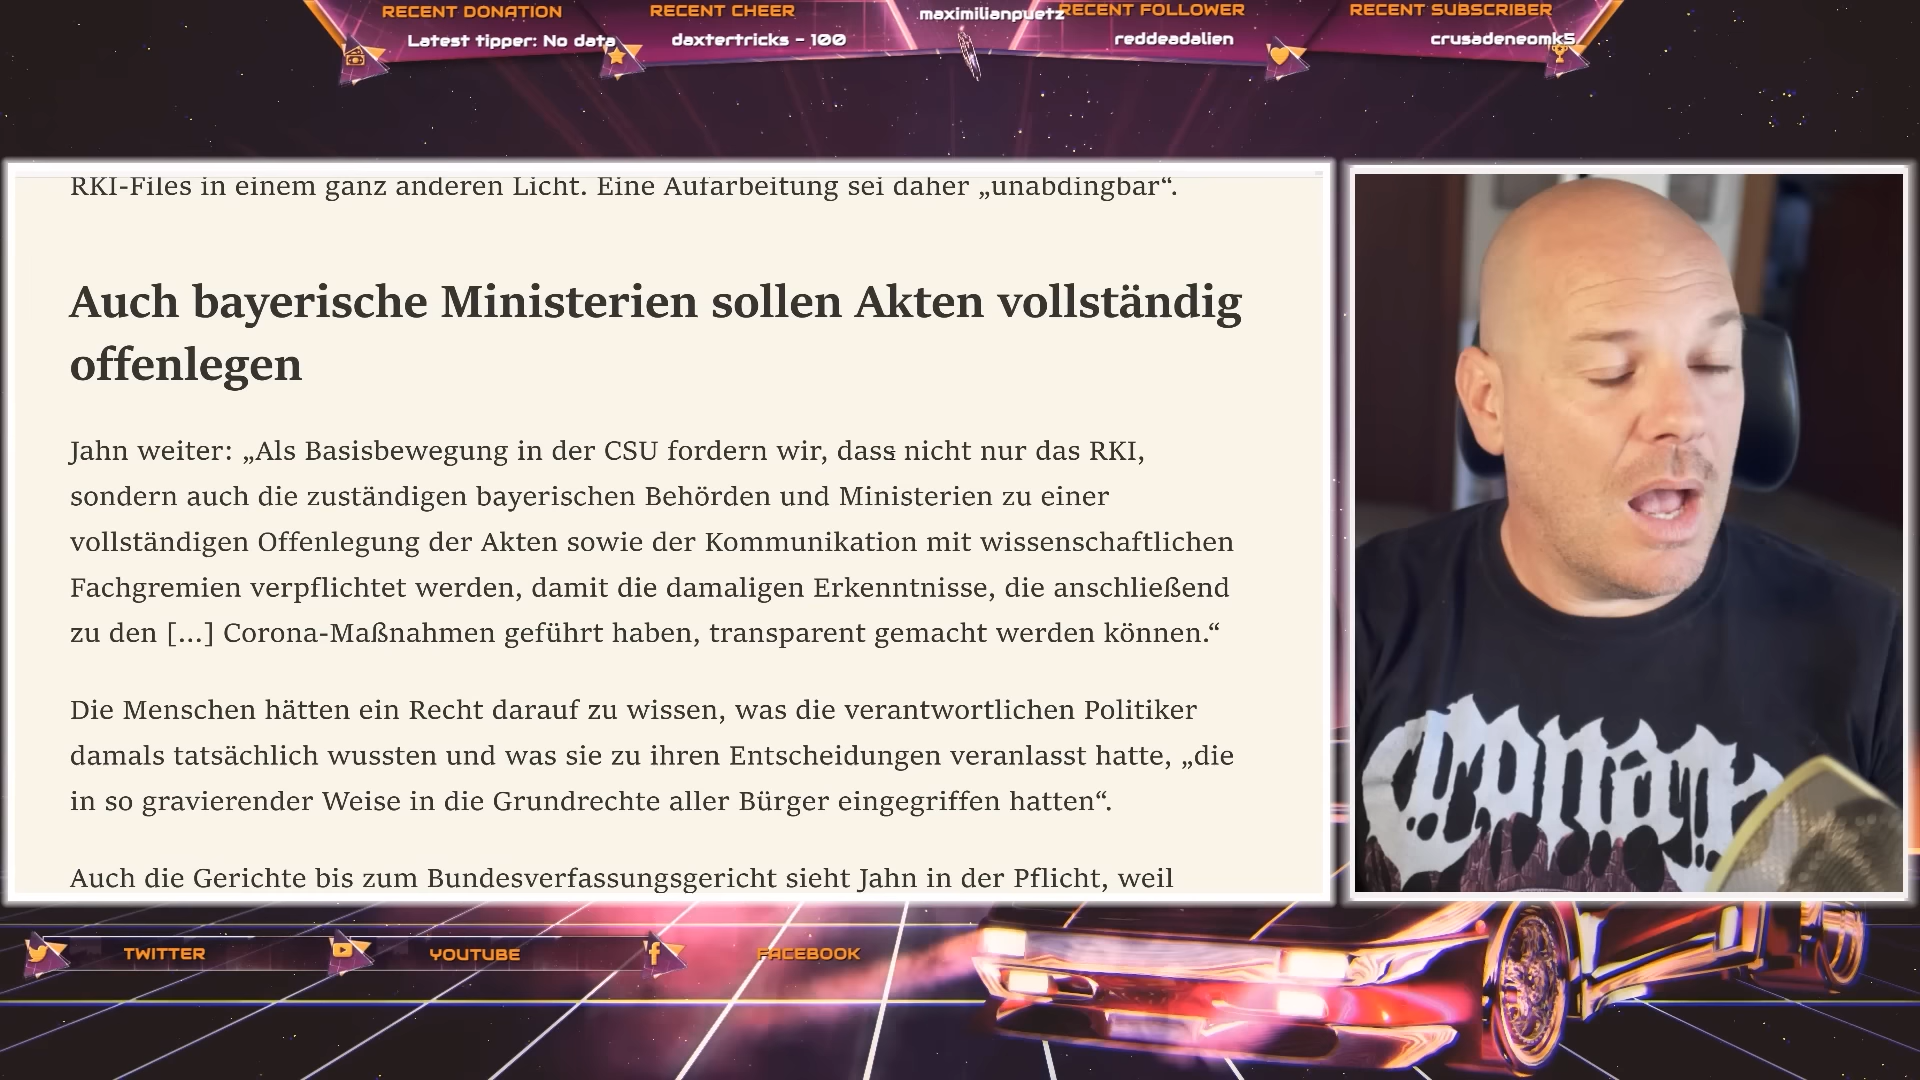 RECENT DONATION
Latest tipper: No data
RECENT CHEER
daxtertricks - 100
maximilianpuetz
RECENT FOLLOWER
reddeadalien
RECENT SUBSCRIBER
crusadeneomk5
RKI-Files in einem ganz anderen Licht. Eine Aufarbeitung sei daher „unabdingbar“.
Auch bayerische Ministerien sollen Akten vollständig
offenlegen
Jahn weiter: „Als Basisbewegung in der CSU fordern wir, dass nicht nur das RKI,
sondern auch die zuständigen bayerischen Behörden und Ministerien zu einer
vollständigen Offenlegung der Akten sowie der Kommunikation mit wissenschaftlichen
Fachgremien verpflichtet werden, damit die damaligen Erkenntnisse, die anschließend
zu den [...] Corona-Maßnahmen geführt haben, transparent gemacht werden können.“
Die Menschen hätten ein Recht darauf zu wissen, was die verantwortlichen Politiker
damals tatsächlich wussten und was sie zu ihren Entscheidungen veranlasst hatte, „die
in so gravierender Weise in die Grundrechte aller Bürger eingegriffen hatten“.
Auch die Gerichte bis zum Bundesverfassungsgericht sieht Jahn in der Pflicht, weil
Conan
TWITTER
YOUTUBE
FACEBOOK